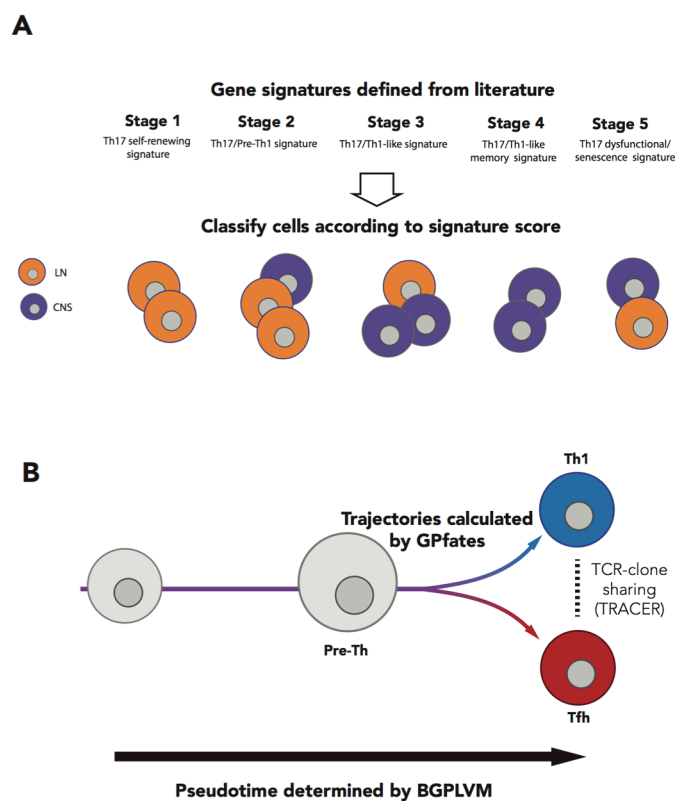 A
Gene signatures defined from literature
Stage 1
Th17 self-renewing
signature
Stage 2
Th17/Pre-Th1 signature
Stage 3
Th17/Th1-like signature
Stage 4
Th17/Th1-like
memory signature
Stage 5
Th17 dysfunctional/
senescence signature
Classify cells according to signature score
LN
CNS
B
Th1
Trajectories calculated
by GPfates
TCR-clone
sharing
(TRACER)
Pre-Th
Tfh
Pseudotime determined by BGPLVM